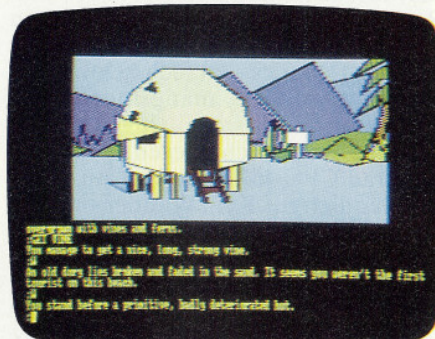 overgrown with vines and ferns.
:GET VINE
You manage to get a nice, long, strong vine.
:W
An old dory lies broken and faded in the sand. It seems you weren't the first
tourist on this beach.
:W
You stand before a primitive, badly deteriorated hut.
: